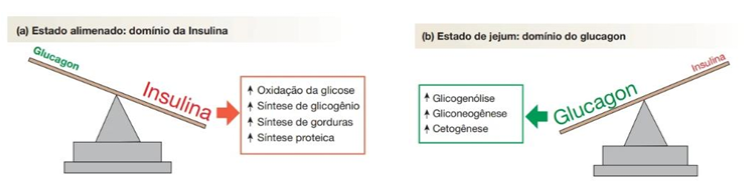 (a) Estado alimenado: domínio da Insulina
Glucagon
Insulina
Oxidação da glicose
Síntese de glicogênio
Síntese de gorduras
Síntese proteica
(b) Estado de jejum: domínio do glucagon
Insulina
Glucagon
Glicogenólise
Gliconeogênese
Cetogênese